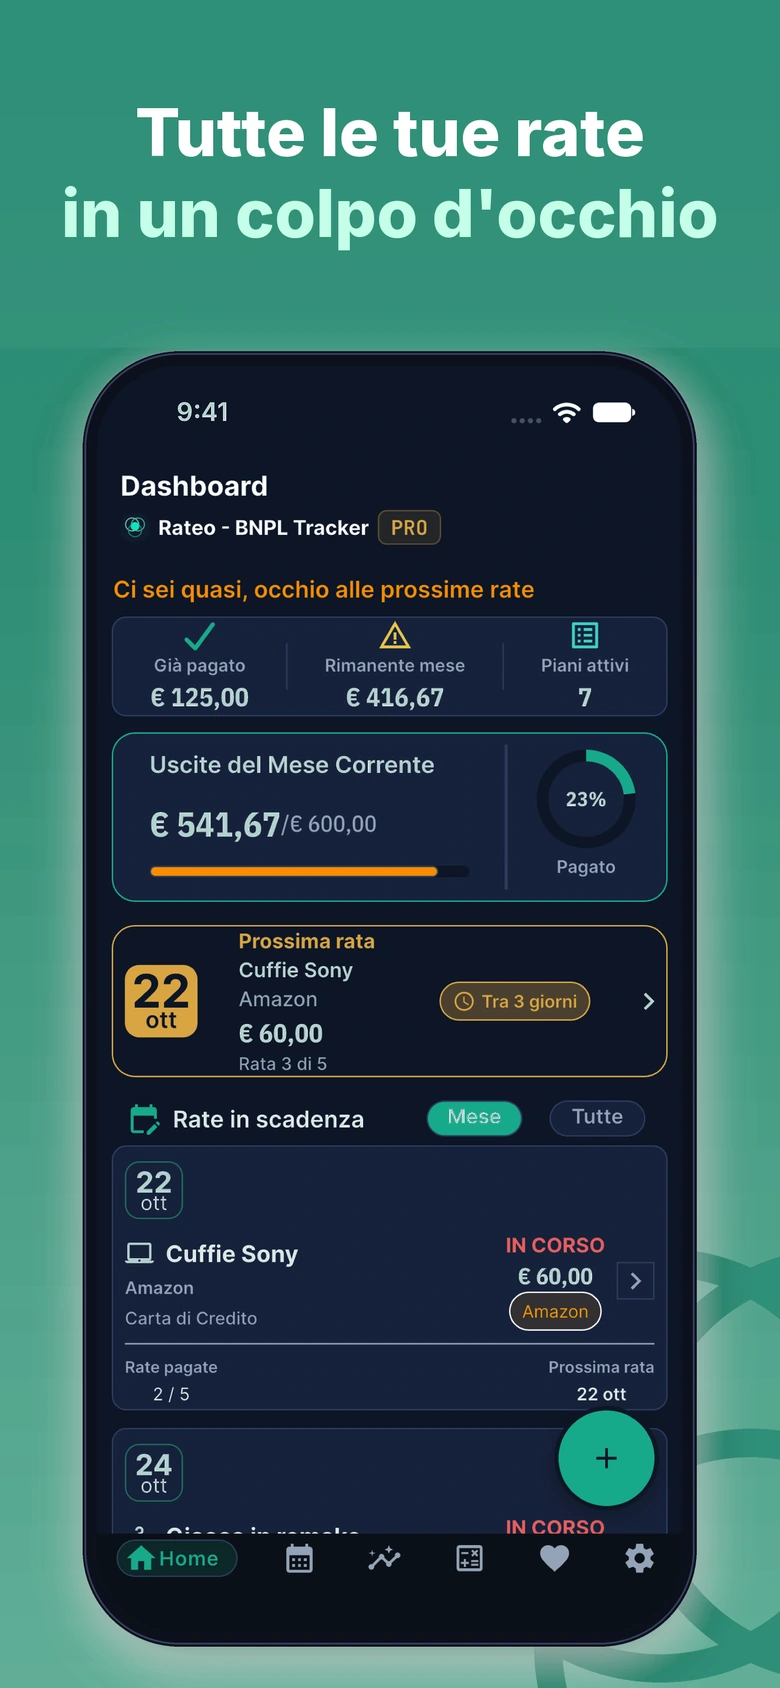 Tutte le tue rate
in un colpo d'occhio
9:41
Dashboard
Rateo - BNPL Tracker PRO
Ci sei quasi, occhio alle prossime rate
Già pagato Rimanente mese Piani attivi
€ 125,00 € 416,67 7
Uscite del Mese Corrente
€ 541,67/€ 600,00
23%
Pagato
22
ott
Prossima rata
Cuffie Sony
Amazon
€ 60,00
Rata 3 di 5
Tra 3 giorni
Rate in scadenza Mese Tutte
22
ott
Cuffie Sony
Amazon
Carta di Credito
IN CORSO
€ 60,00
Amazon
Rate pagate Prossima rata
2 / 5 22 ott
24
ott
IN CORSO
Home